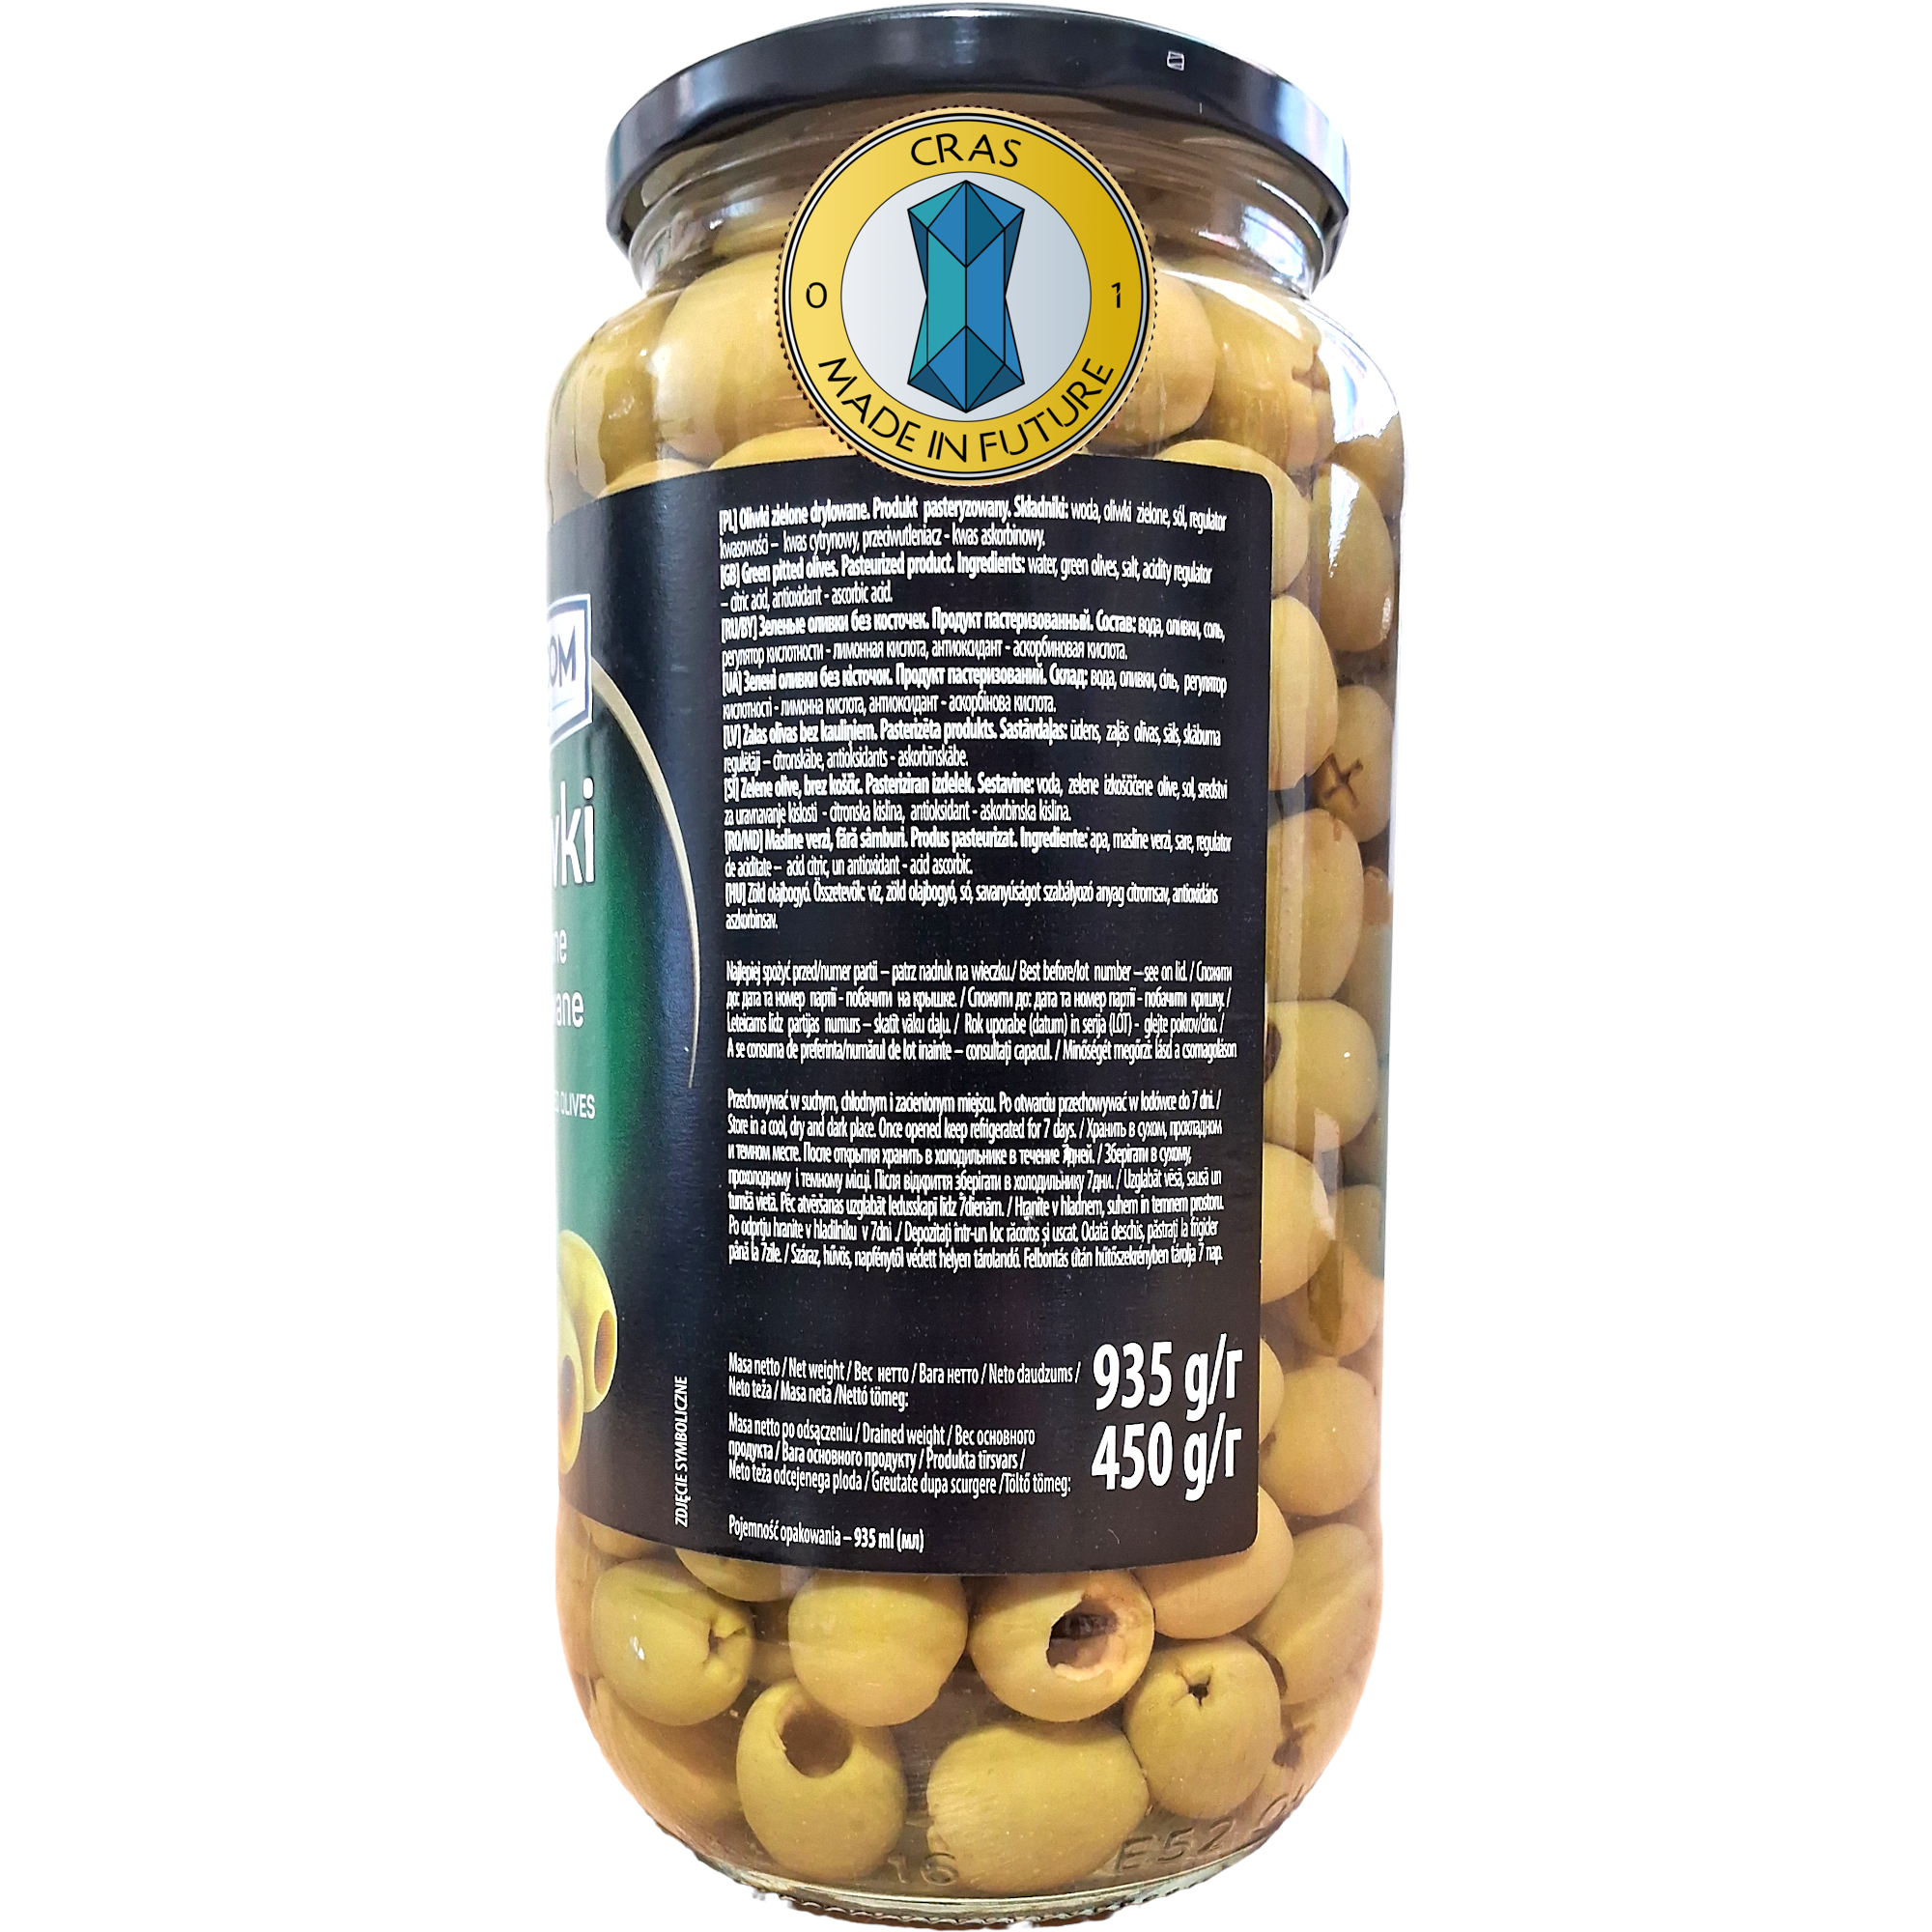 CRAS
0 1
MADE IN FUTURE
[PL] Oliwki zielone drylowane. Produkt pasteryzowany. Składniki: woda, oliwki zielone, sól, regulator
kwasowości – kwas cytrynowy, przeciwutleniacz - kwas askorbinowy.
[GB] Green pitted olives. Pasteurized product. Ingredients: water, green olives, salt, acidity regulator
– citric acid, antioxidant - ascorbic acid.
[RU/BY] Зеленые оливки без косточек. Продукт пастеризованный. Состав: вода, оливки, соль,
регулятор кислотности - лимонная кислота, антиоксидант - аскорбиновая кислота.
[UA] Зелені оливки без кісточок. Продукт пастеризований. Склад: вода, оливки, сіль, регулятор
кислотності - лимонна кислота, антиоксидант - аскорбінова кислота.
[LV] Zaļas olīvas bez kauliņiem. Pasterizēta produkts. Sastāvdaļas: ūdens, zaļās olīvas, sāls, skābuma
regulētāji – citronskābe, antioksidants - askorbīnskābe.
[SI] Zelene olive, brez koščic. Pasteriziran izdelek. Sestavine: voda, zelene izkoščičene olive, sol, sredstvi
za uravnavanje kislosti - citronska kislina, antioksidant - askorbinska kislina.
[RO/MD] Masline verzi, fără sâmburi. Produs pasteurizat. Ingrediente: apa, masline verzi, sare, regulator
de aciditate – acid citric, un antioxidant - acid ascorbic.
[HU] Zöld olajbogyó. Összetevők: víz, zöld olajbogyó, só, savanyúságot szabályozó anyag citromsav, antioxidáns
aszkorbinsav.
Najlepiej spożyć przed/numer partii – patrz nadruk na wieczku./ Best before/lot number – see on lid. / Спожити
до: дата та номер партії - побачити на крышке. / Спожити до: дата та номер партії - побачити кришку. /
Leteicams lidz partijas numurs – skatīt vāku daļu. / Rok uporabe (datum) in serija (LOT) - glejte pokrov/dno. /
A se consuma de preferinta/numărul de lot inainte – consultați capacul. / Minőségét megőrzi: lásd a csomagoláson
Przechowywać w suchym, chłodnym i zacienionym miejscu. Po otwarciu przechowywać w lodówce do 7 dni. /
Store in a cool, dry and dark place. Once opened keep refrigerated for 7 days. / Хранить в сухом, прохладном
и темном месте. После открытия хранить в холодильнике в течение 7дней. / Зберігати в сухому,
прохолодному і темному місці. Після відкриття зберігати в холодильнику 7дни. / Uzglabāt vēsā, sausā un
tumšā vietā. Pēc atvēršanas uzglabāt ledusskapī līdz 7dienām. / Hranite v hladnem, suhem in temnem prostoru.
Po odprtju hranite v hladilniku v 7dni ./ Depozitați într-un loc răcoros și uscat. Odată deschis, păstrați la frigider
până la 7zile. / Száraz, hűvös, napfénytől védett helyen tárolandó. Felbontás után hűtőszekrényben tárolja 7 nap.
Masa netto / Net weight / Вес нетто / Вага нетто / Neto daudzums /
Neto teža / Masa neta /Nettó tömeg:
935 g/г
Masa netto po odsączeniu / Drained weight / Вес основного
продукта / Вага основного продукту / Produkta tīrsvars /
Neto teža odcejenega ploda / Greutate dupa scurgere /Töltő tömeg:
450 g/г
Pojemność opakowania – 935 ml (мл)
ZDJĘCIE SYMBOLICZNE
OLIVES
16
E52